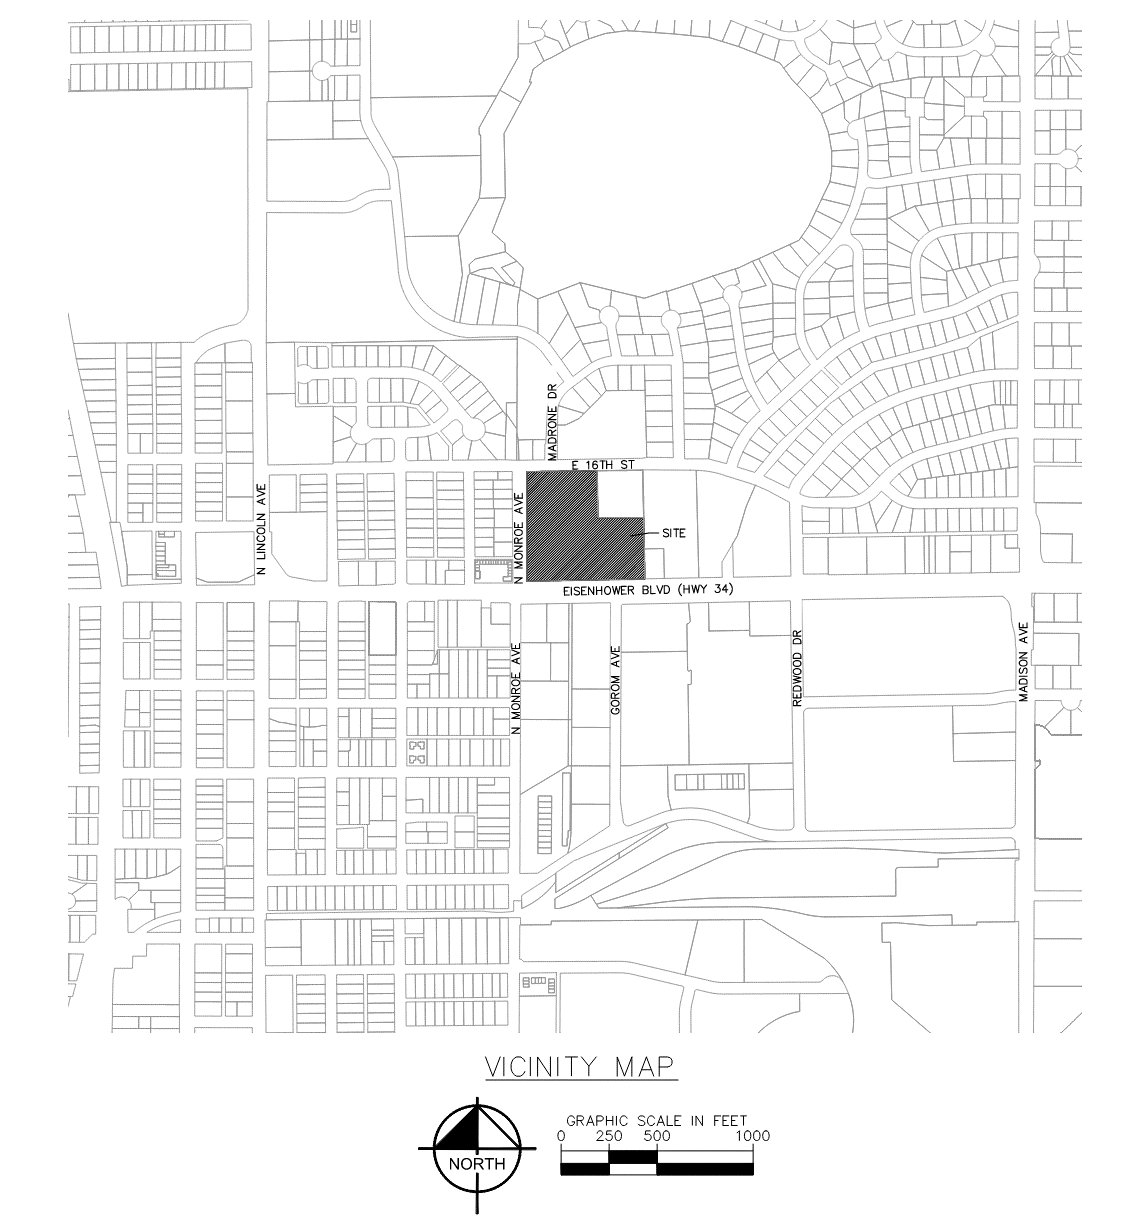 MADRONE DR
E 16TH ST
N LINCOLN AVE
N MONROE AVE
SITE
EISENHOWER BLVD (HWY 34)
N MONROE AVE
GOROM AVE
REDWOOD DR
MADISON AVE
VICINITY MAP
GRAPHIC SCALE IN FEET
0 250 500 1000
NORTH